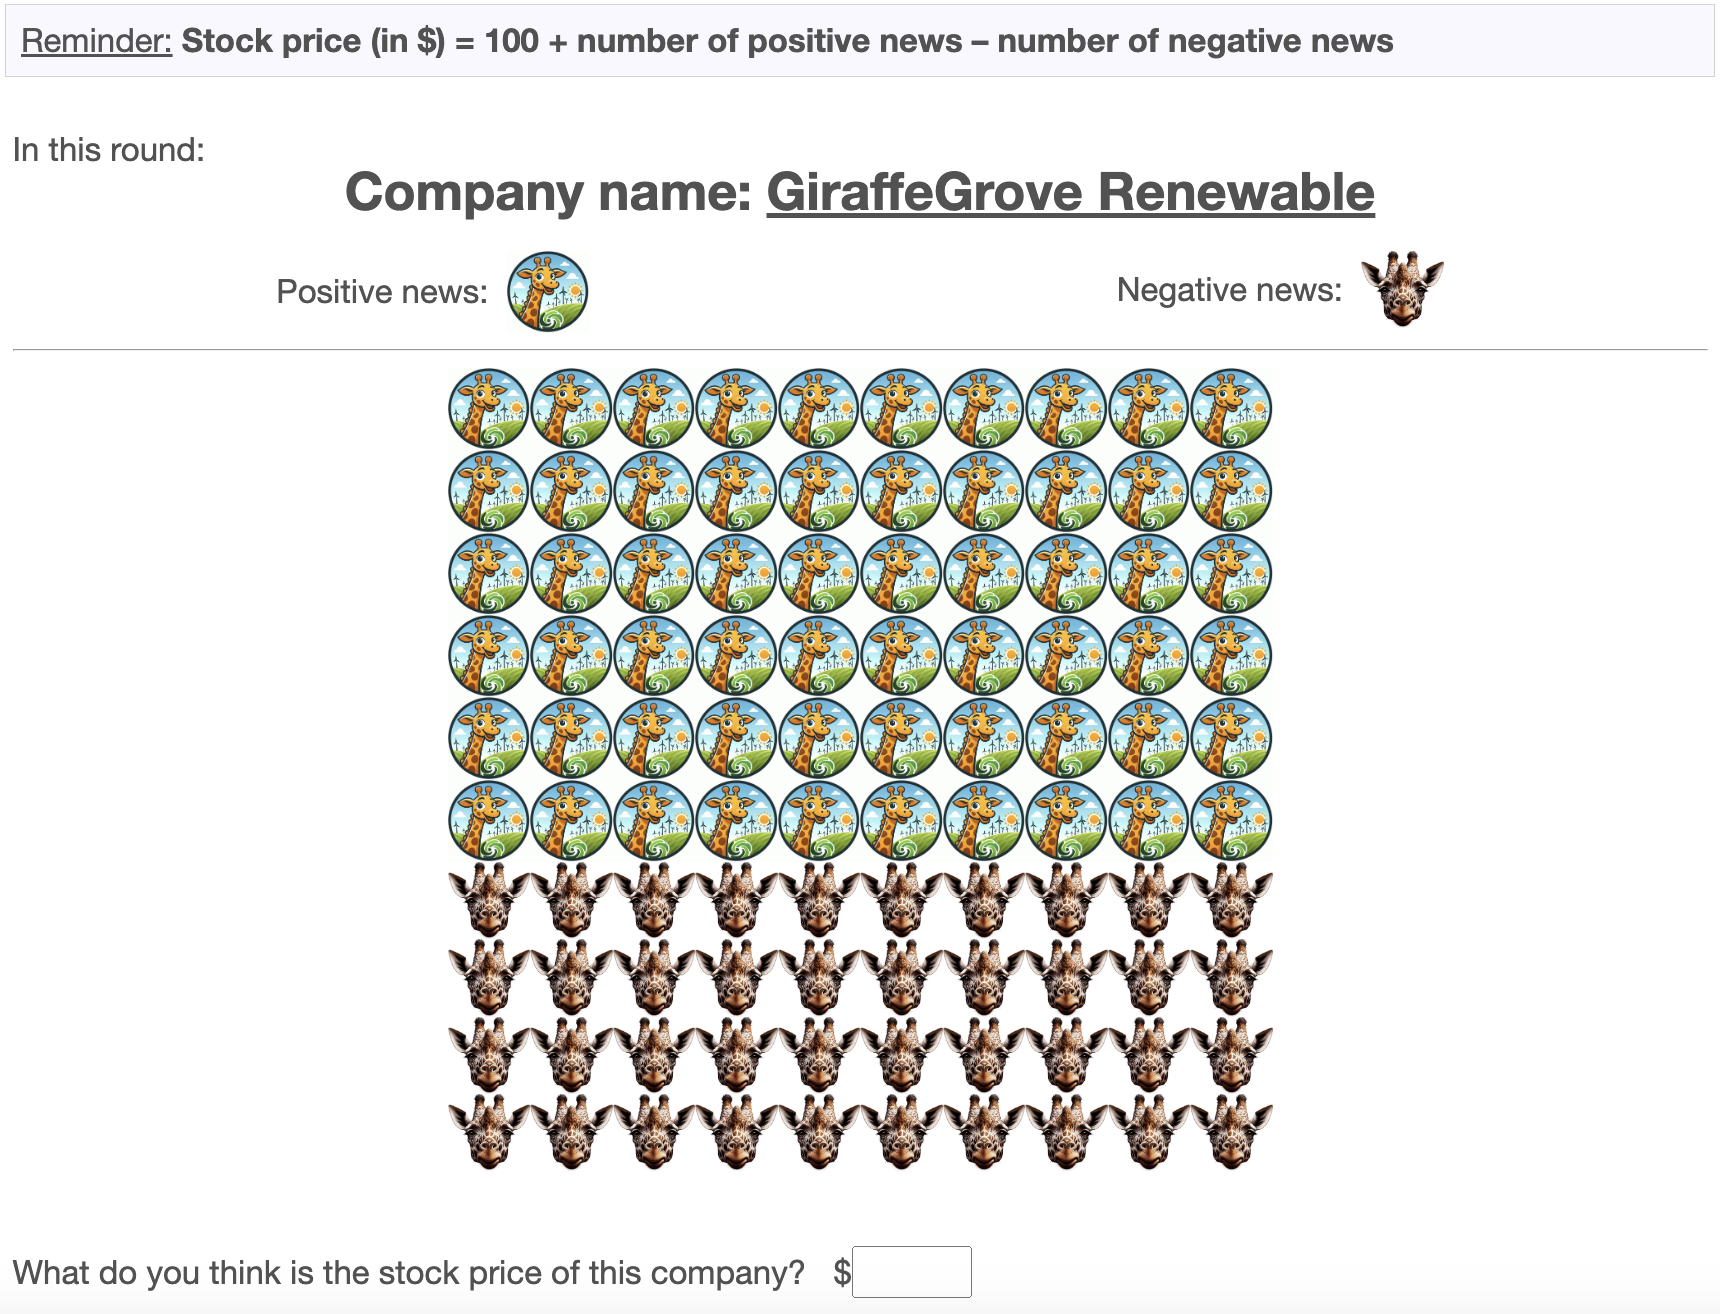 Reminder: Stock price (in $) = 100 + number of positive news – number of negative news
In this round:
Company name: GiraffeGrove Renewable
Positive news:
Negative news:
What do you think is the stock price of this company? $